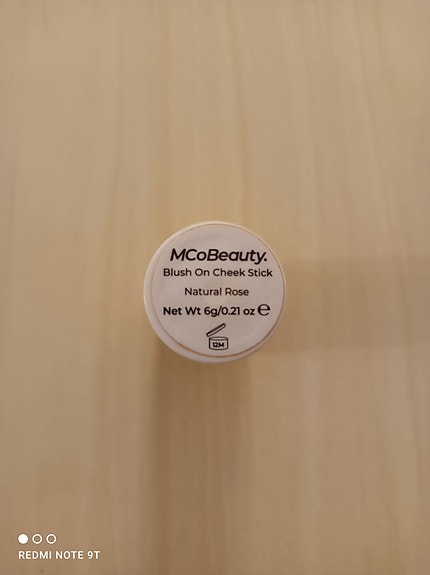 MCoBeauty.
Blush On Cheek Stick
Natural Rose
Net Wt 6g/0.21 oz ℮
12M
REDMI NOTE 9T